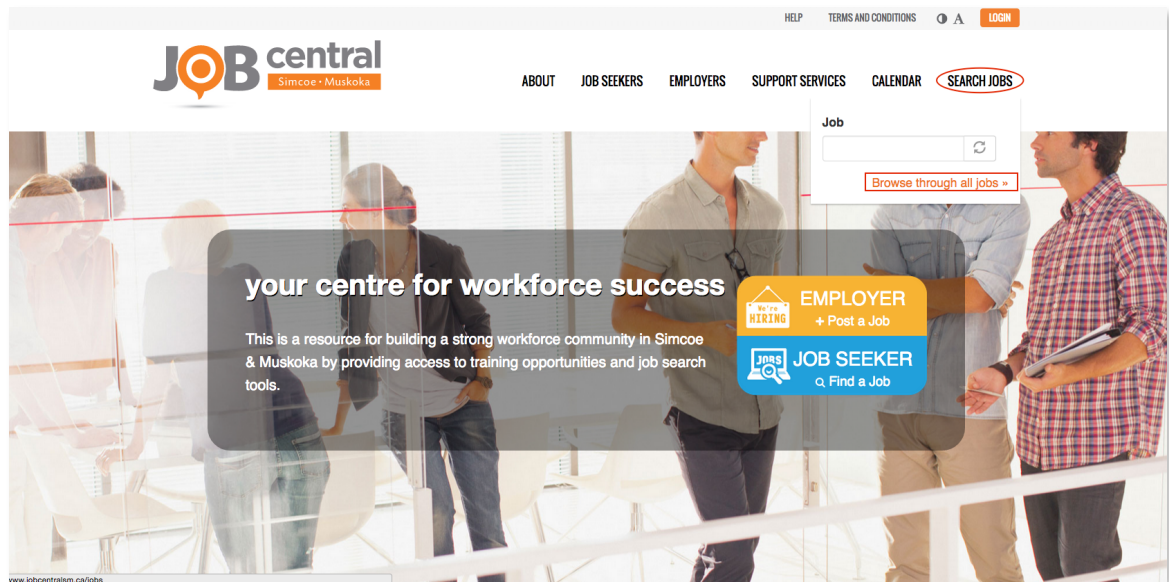 HELP TERMS AND CONDITIONS A LOGIN
JOB central
Simcoe • Muskoka
ABOUT JOB SEEKERS EMPLOYERS SUPPORT SERVICES CALENDAR SEARCH JOBS
Job
Browse through all jobs »
your centre for workforce success
This is a resource for building a strong workforce community in Simcoe
& Muskoka by providing access to training opportunities and job search
tools.
We're
HIRING
EMPLOYER
+ Post a Job
JOBS
JOB SEEKER
Find a Job
www.jobcentralsm.ca/jobs